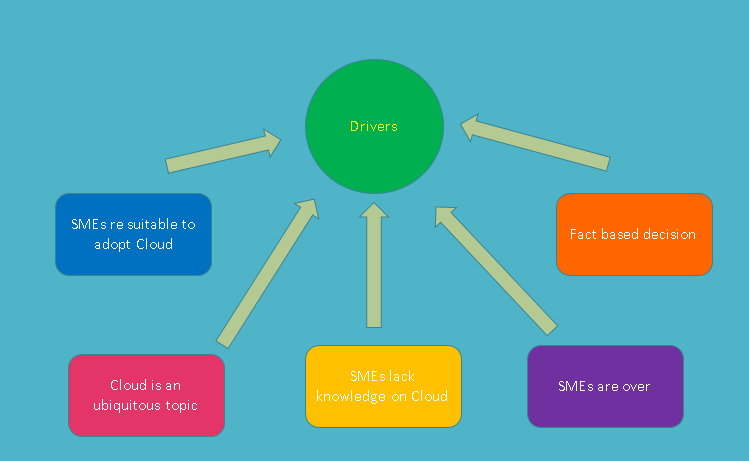 Drivers
SMEs re suitable to
adopt Cloud
Fact based decision
Cloud is an
ubiquitous topic
SMEs lack
knowledge on Cloud
SMEs are over